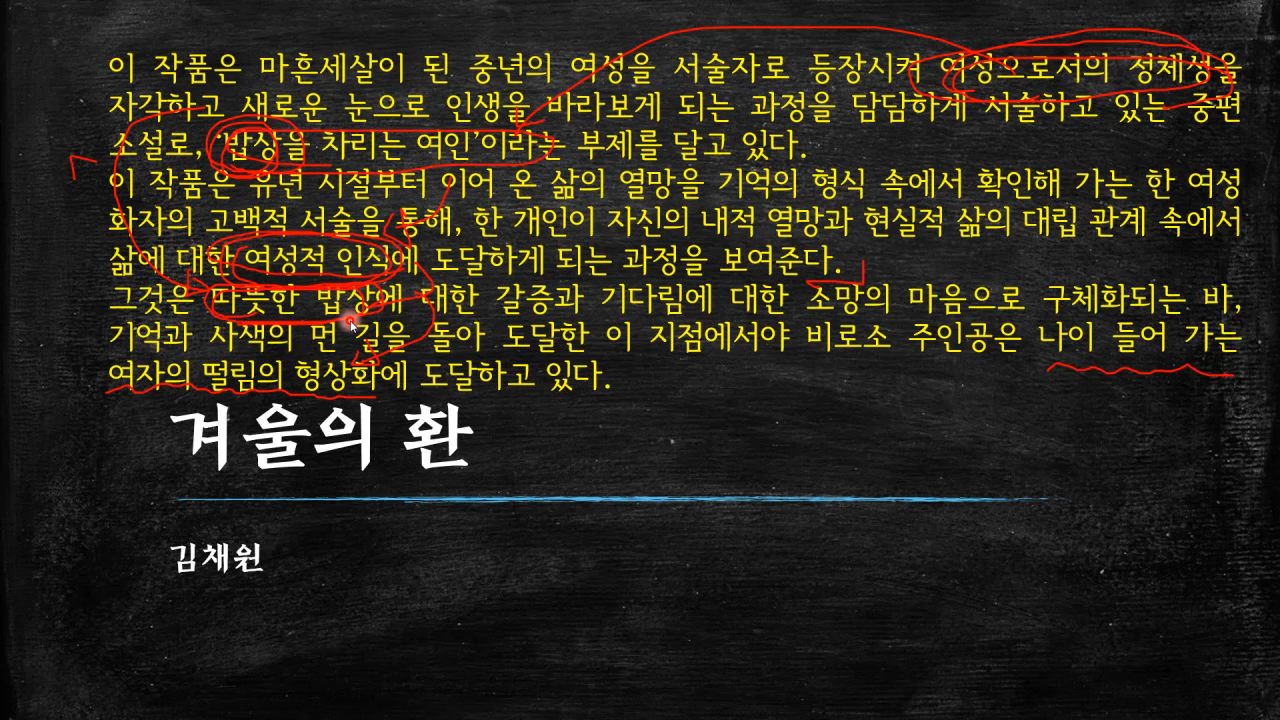 이 작품은 마흔세살이 된 중년의 여성을 서술자로 등장시켜 여성으로서의 정체성을
자각하고 새로운 눈으로 인생을 바라보게 되는 과정을 담담하게 서술하고 있는 중편
소설로, '밥상을 차리는 여인'이라는 부제를 달고 있다.
이 작품은 유년 시절부터 이어 온 삶의 열망을 기억의 형식 속에서 확인해 가는 한 여성
화자의 고백적 서술을 통해, 한 개인이 자신의 내적 열망과 현실적 삶의 대립 관계 속에서
삶에 대한 여성적 인식에 도달하게 되는 과정을 보여준다.
그것은 따뜻한 밥상에 대한 갈증과 기다림에 대한 소망의 마음으로 구체화되는 바,
기억과 사색의 먼 길을 돌아 도달한 이 지점에서야 비로소 주인공은 나이 들어 가는
여자의 떨림의 형상화에 도달하고 있다.
겨울의 환
김채원